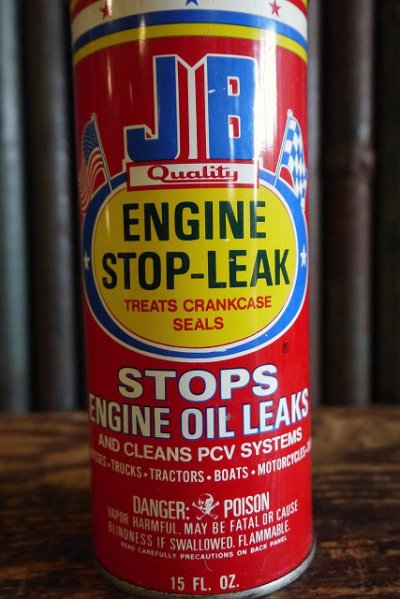 STOP-LEAK
JB
Quality
ENGINE
STOP-LEAK
TREATS CRANKCASE
SEALS
®
STOPS
ENGINE OIL LEAKS
AND CLEANS PCV SYSTEMS
TRUCKS • TRACTORS • BOATS • MOTORCYCLES
DANGER: POISON
VAPOR HARMFUL. MAY BE FATAL OR CAUSE
BLINDNESS IF SWALLOWED. FLAMMABLE.
READ CAREFULLY PRECAUTIONS ON BACK PANEL
15 FL. OZ.